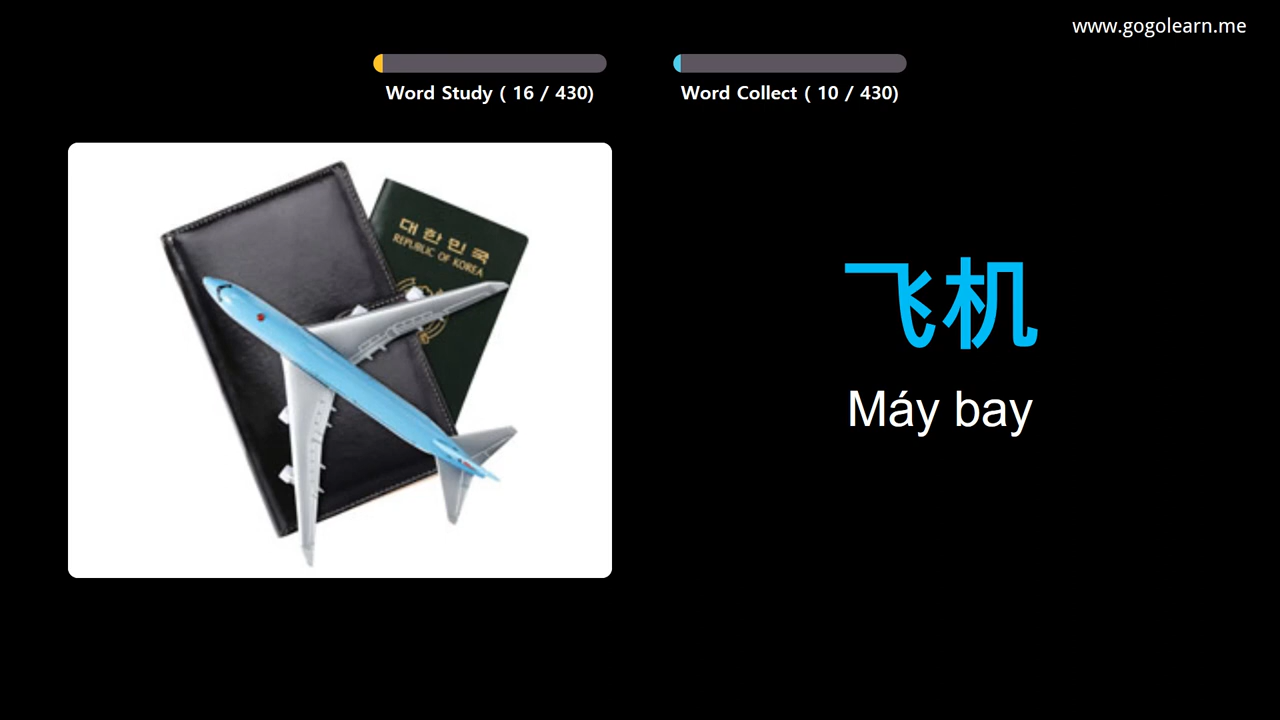 www.gogolearn.me
Word Study ( 16 / 430)
Word Collect ( 10 / 430)
대한민국
REPUBLIC OF KOREA
飞机
Máy bay